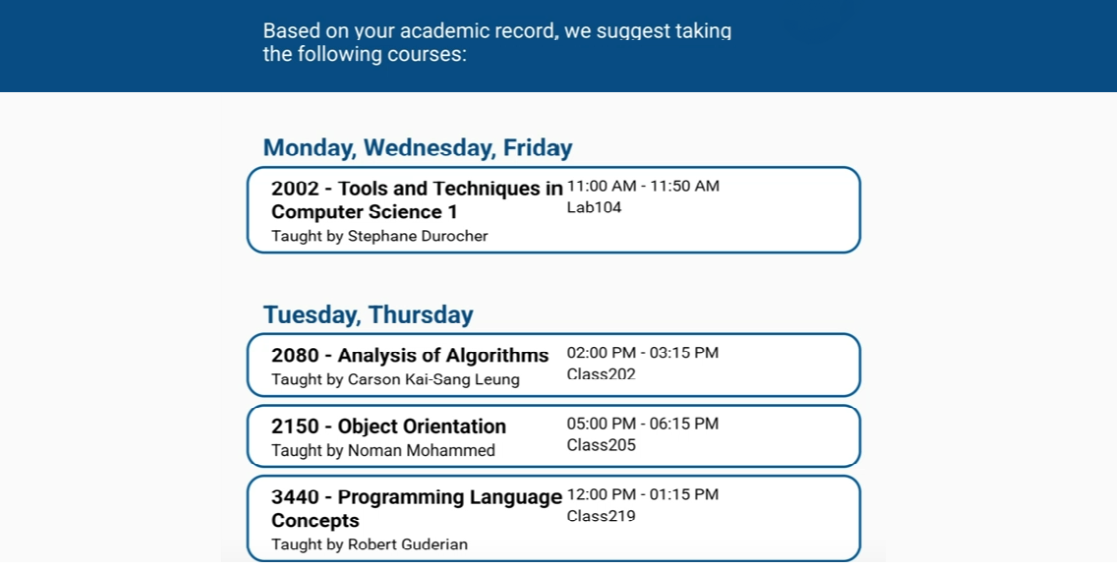 Based on your academic record, we suggest taking
the following courses:
Monday, Wednesday, Friday
2002 - Tools and Techniques in
Computer Science 1
Taught by Stephane Durocher
11:00 AM - 11:50 AM
Lab104
Tuesday, Thursday
2080 - Analysis of Algorithms
Taught by Carson Kai-Sang Leung
02:00 PM - 03:15 PM
Class202
2150 - Object Orientation
Taught by Noman Mohammed
05:00 PM - 06:15 PM
Class205
3440 - Programming Language
Concepts
Taught by Robert Guderian
12:00 PM - 01:15 PM
Class219